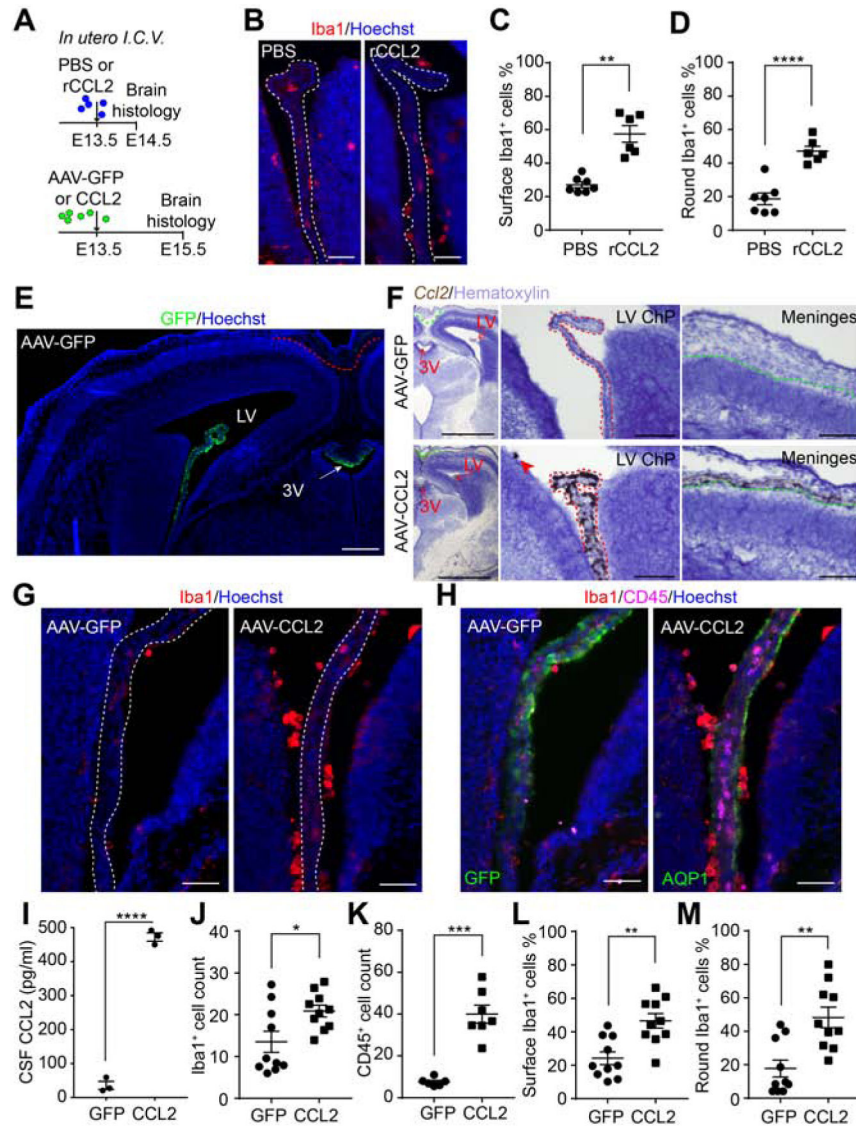 A
In utero I.C.V.
PBS or
rCCL2
Brain
histology
E13.5 E14.5
AAV-GFP
or CCL2
Brain
histology
E13.5 E15.5
B
Iba1/Hoechst
PBS
rCCL2
C
Surface Iba1+ cells %
100
80
60
40
20
0
**
PBS rCCL2
D
Round Iba1+ cells %
100
80
60
40
20
0
****
PBS rCCL2
E
GFP/Hoechst
AAV-GFP
LV
3V
F
Ccl2/Hematoxylin
AAV-GFP
LV
3V
LV ChP
Meninges
AAV-CCL2
LV
3V
LV ChP
Meninges
G
Iba1/Hoechst
AAV-GFP
AAV-CCL2
H
Iba1/CD45/Hoechst
AAV-GFP
AAV-CCL2
GFP
AQP1
I
CSF CCL2 (pg/ml)
500
400
300
200
100
0
****
GFP CCL2
J
Iba1+ cell count
40
30
20
10
0
*
GFP CCL2
K
CD45+ cell count
80
60
40
20
0
***
GFP CCL2
L
Surface Iba1+ cells %
100
80
60
40
20
0
**
GFP CCL2
M
Round Iba1+ cells %
100
80
60
40
20
0
**
GFP CCL2